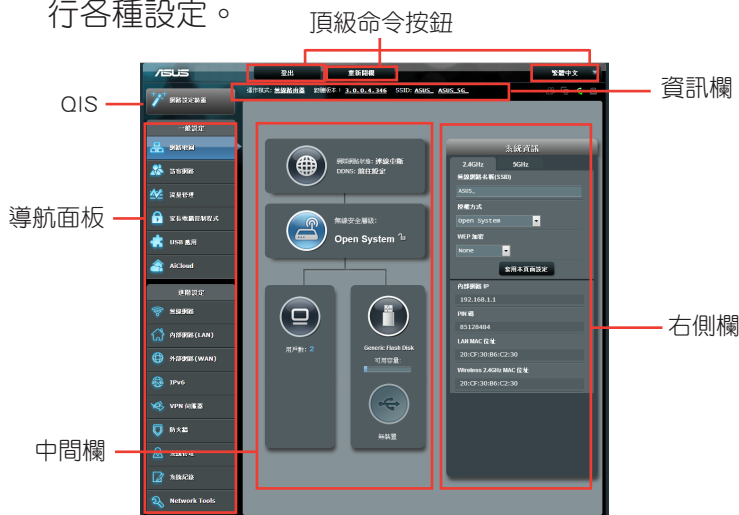 行各種設定。
頂級命令按鈕
資訊欄
QIS
導航面板
中間欄
右側欄
ASUS
登出
重新開機
繁體中文
操作模式: 無線路由器 韌體版本: 3.0.0.4.346 SSID: ASUS_ ASUS_5G_
網路設定精靈
一般設定
網路地圖
訪客網路
流量管理
家長電腦控制程式
USB 應用
AiCloud
進階設定
無線網路
內部網路(LAN)
外部網路(WAN)
IPv6
VPN 伺服器
防火牆
系統管理
系統記錄
Network Tools
網際網路狀態: 連線中斷
DDNS: 前往設定
無線安全層級:
Open System
用戶數: 2
Generic Flash Disk
可用容量:
無裝置
系統資訊
2.4GHz 5GHz
無線網路名稱(SSID)
ASUS_
授權方式
Open System
WEP 加密
None
套用本頁面設定
內部網路 IP
192.168.1.1
PIN 碼
85128484
LAN MAC 位址
20:CF:30:B6:C2:30
Wireless 2.4GHz MAC 位址
20:CF:30:B6:C2:30